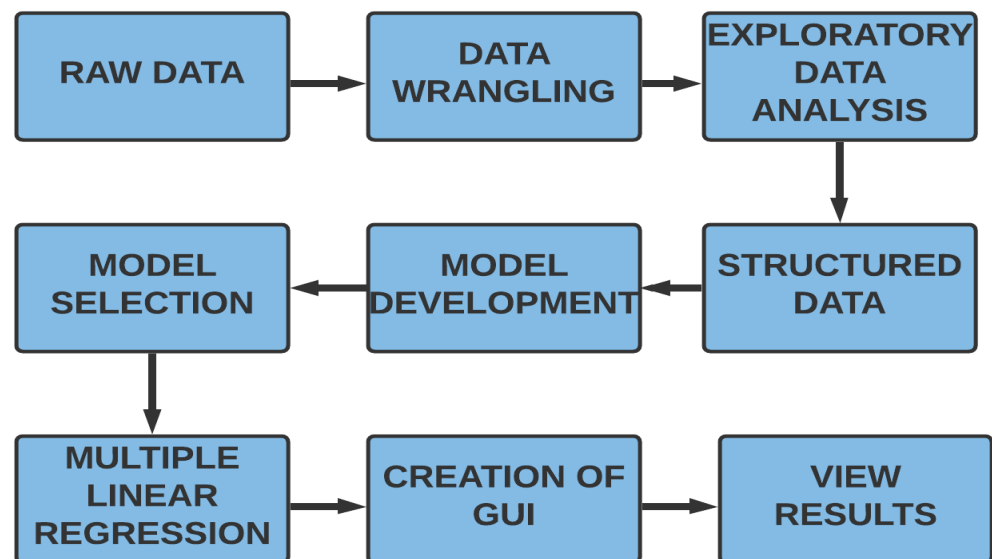 RAW DATA
DATA
WRANGLING
EXPLORATORY
DATA
ANALYSIS
STRUCTURED
DATA
MODEL
DEVELOPMENT
MODEL
SELECTION
MULTIPLE
LINEAR
REGRESSION
CREATION OF
GUI
VIEW
RESULTS